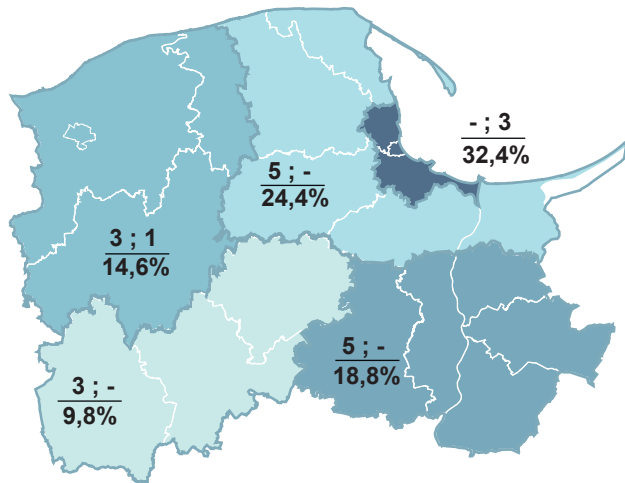 - ; 3
32,4%
5 ; -
24,4%
3 ; 1
14,6%
5 ; -
18,8%
3 ; -
9,8%